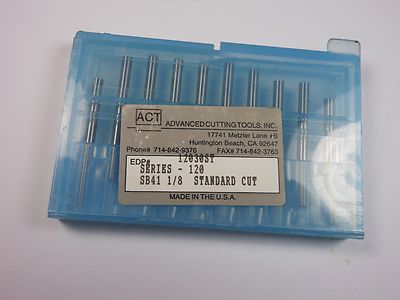 ACT
ADVANCED CUTTING TOOLS, INC.
17741 Metzler Lane #B
Huntington Beach, CA 92647
Phone# 714-842-9376 FAX# 714-842-3763
EDP# 12030ST
SERIES - 120
SB41 1/8 STANDARD CUT
MADE IN THE U.S.A.